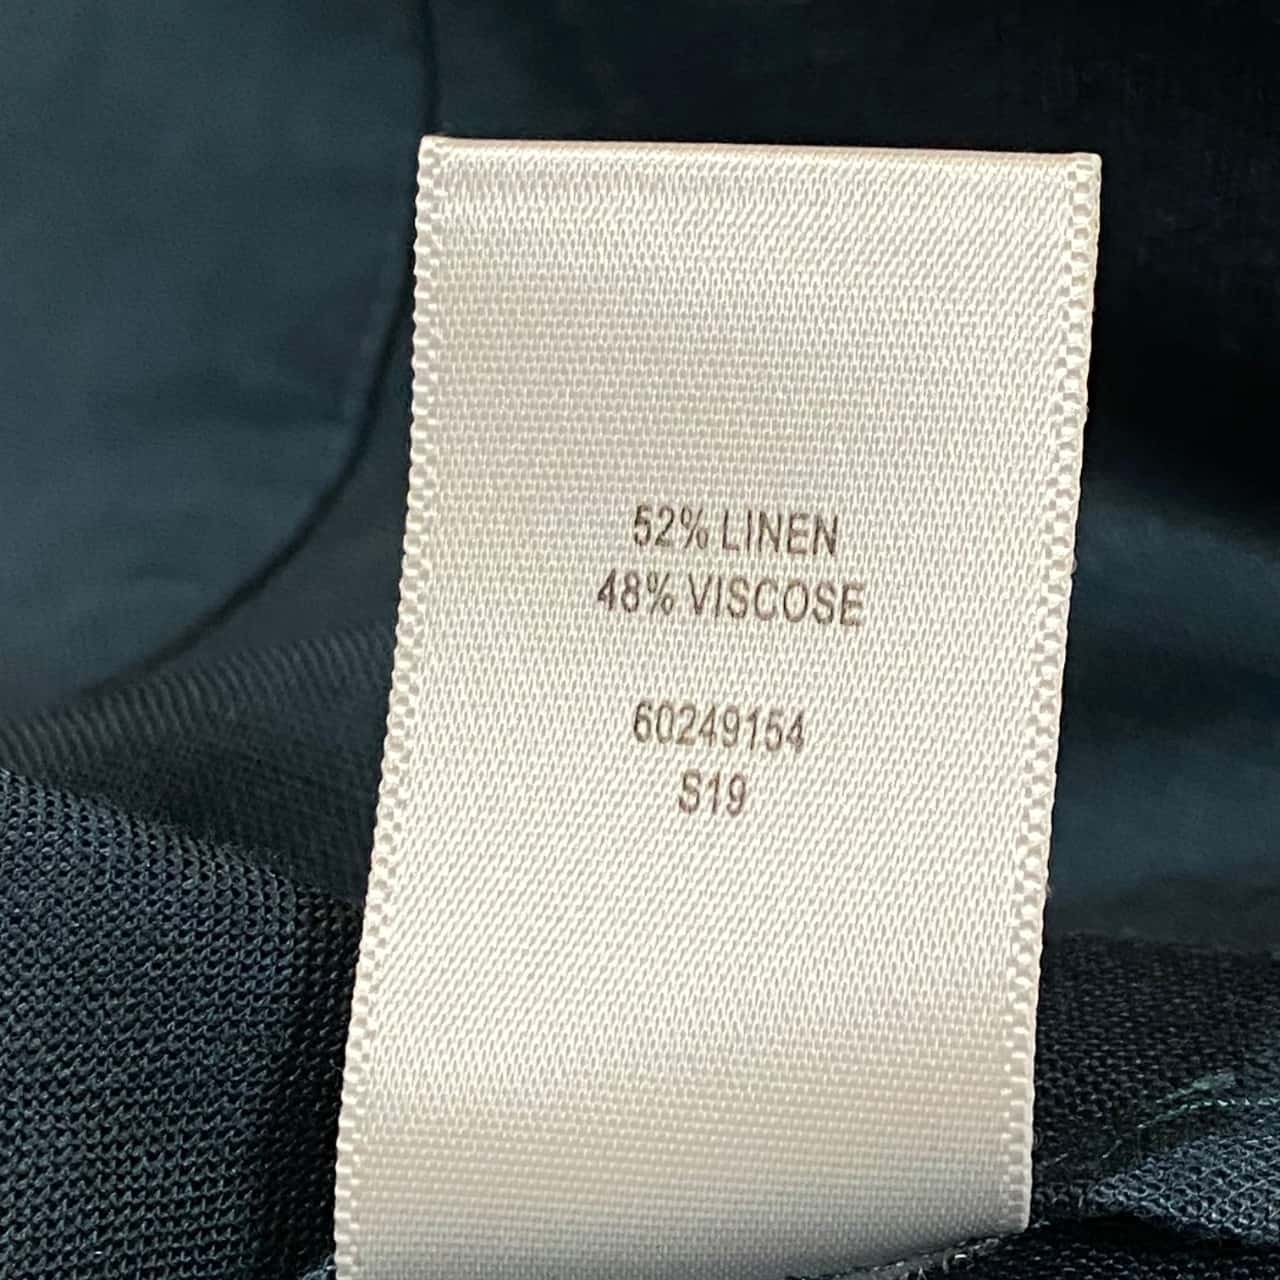 52% LINEN
48% VISCOSE
60249154
S19